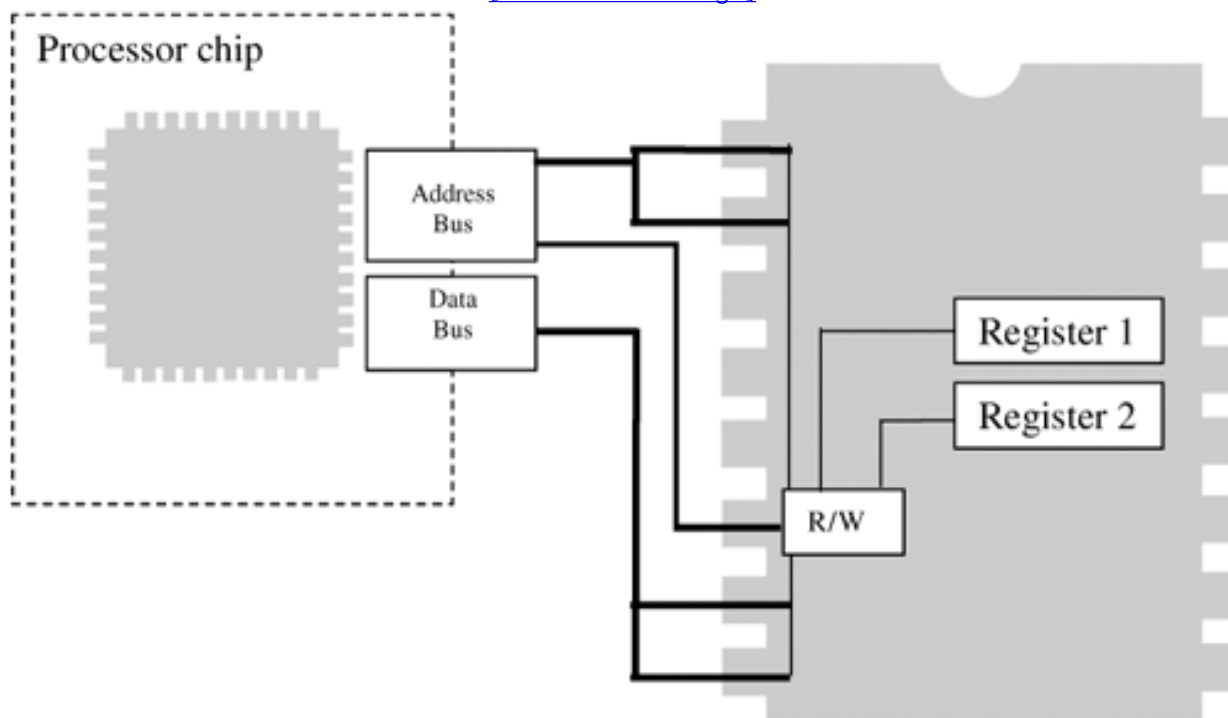 Processor chip
Address
Bus
Data
Bus
Register 1
Register 2
R/W